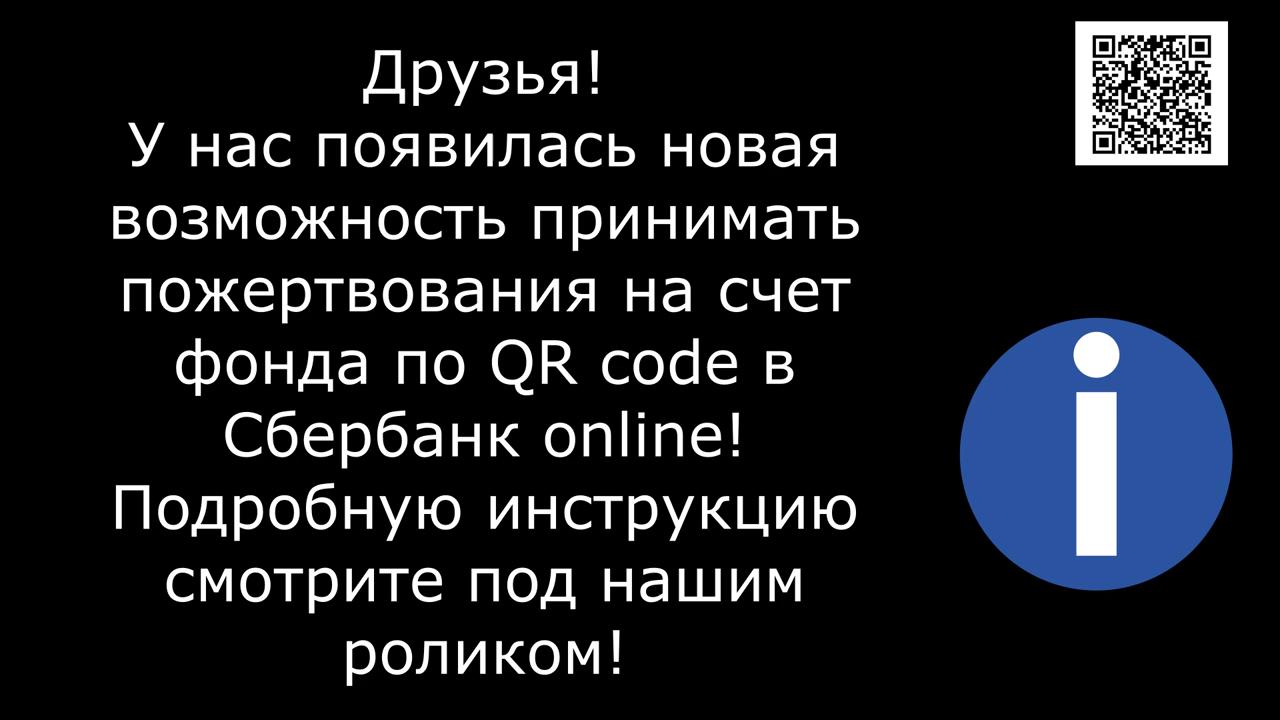 Друзья!
У нас появилась новая
возможность принимать
пожертвования на счет
фонда по QR code в
Сбербанк online!
Подробную инструкцию
смотрите под нашим
роликом!